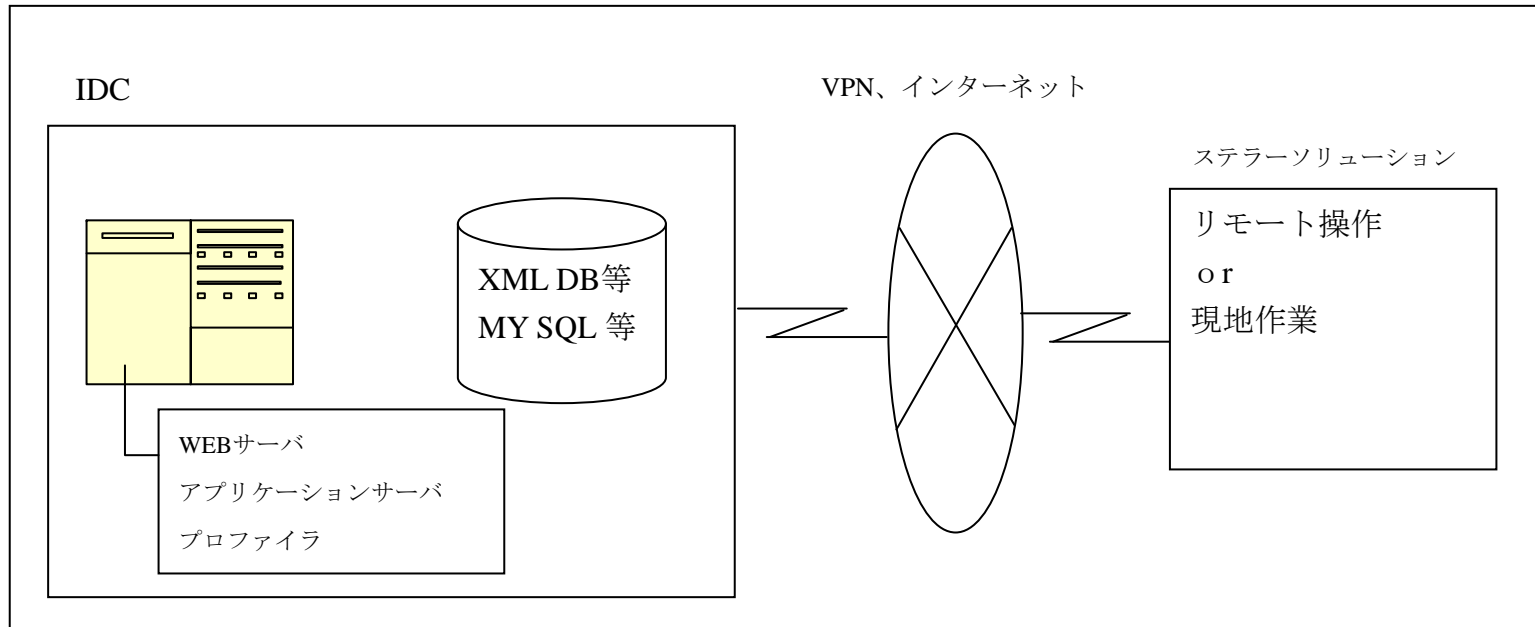 IDC
VPN、インターネット
ステラーソリューション
XML DB等
MY SQL 等
リモート操作
ｏｒ
現地作業
WEBサーバ
アプリケーションサーバ
プロファイラ